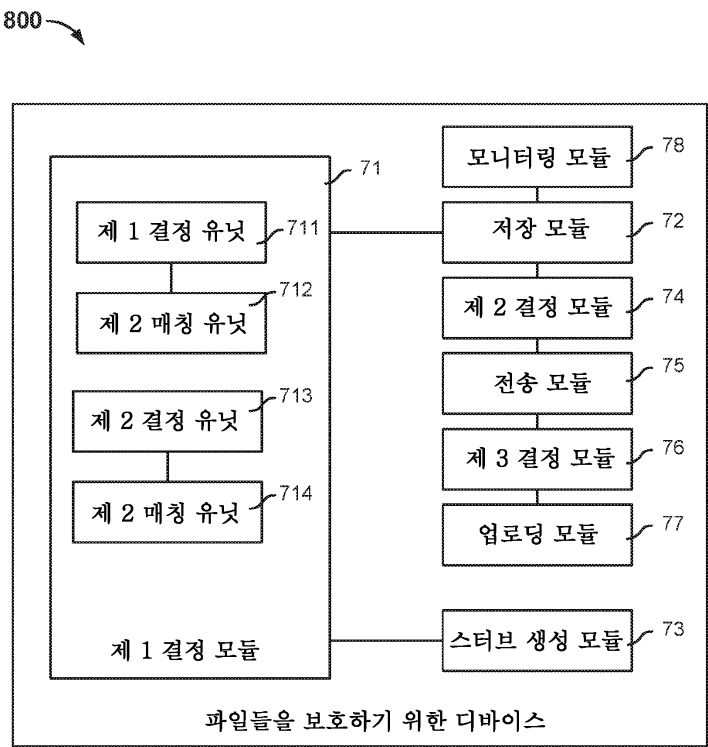 800
71
제 1 결정 유닛
711
제 2 매칭 유닛
712
제 2 결정 유닛
713
제 2 매칭 유닛
714
제 1 결정 모듈
모니터링 모듈
78
저장 모듈
72
제 2 결정 모듈
74
전송 모듈
75
제 3 결정 모듈
76
업로딩 모듈
77
스터브 생성 모듈
73
파일들을 보호하기 위한 디바이스